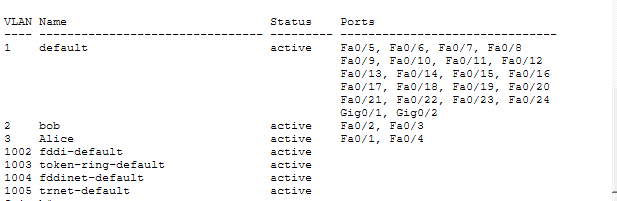 VLAN Name                             Status    Ports
---- -------------------------------- --------- -------------------------------
1    default                          active    Fa0/5, Fa0/6, Fa0/7, Fa0/8
                                                Fa0/9, Fa0/10, Fa0/11, Fa0/12
                                                Fa0/13, Fa0/14, Fa0/15, Fa0/16
                                                Fa0/17, Fa0/18, Fa0/19, Fa0/20
                                                Fa0/21, Fa0/22, Fa0/23, Fa0/24
                                                Gig0/1, Gig0/2
2    bob                              active    Fa0/2, Fa0/3
3    Alice                            active    Fa0/1, Fa0/4
1002 fddi-default                     active
1003 token-ring-default               active
1004 fddinet-default                  active
1005 trnet-default                    active